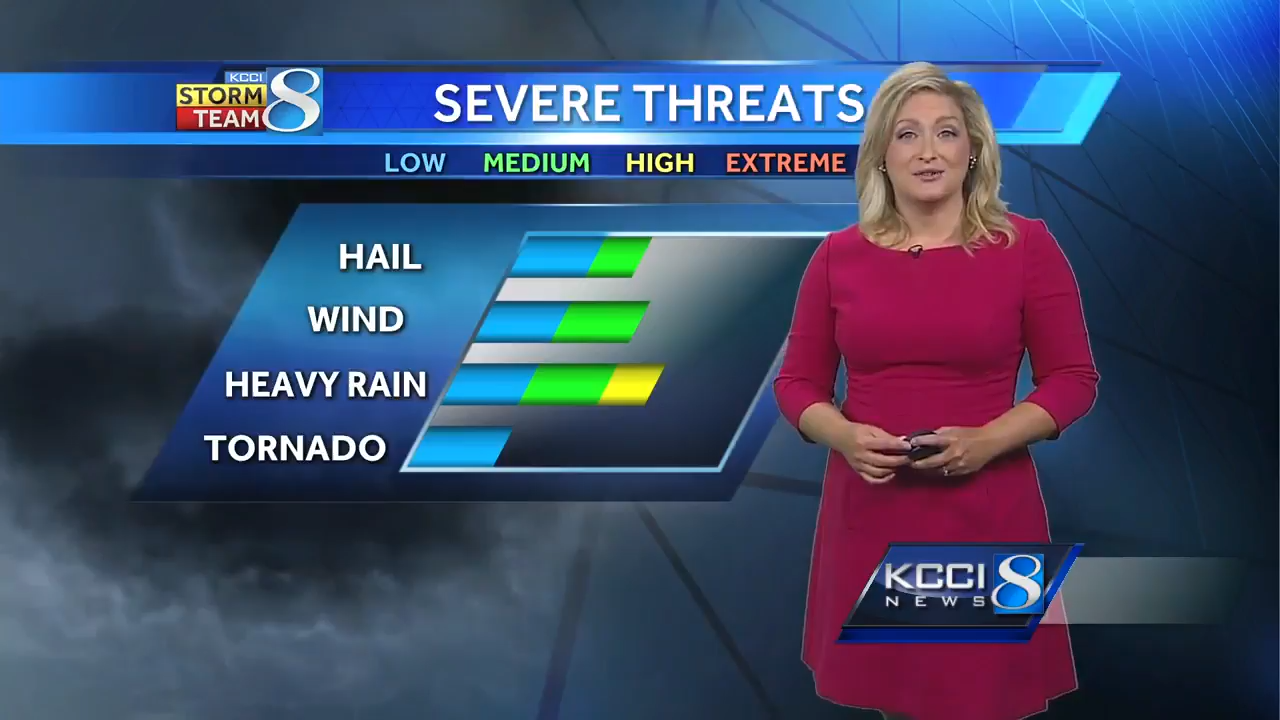 KCCI
STORM
TEAM
8
SEVERE THREATS
LOW MEDIUM HIGH EXTREME
HAIL
WIND
HEAVY RAIN
TORNADO
KCCI 8
NEWS